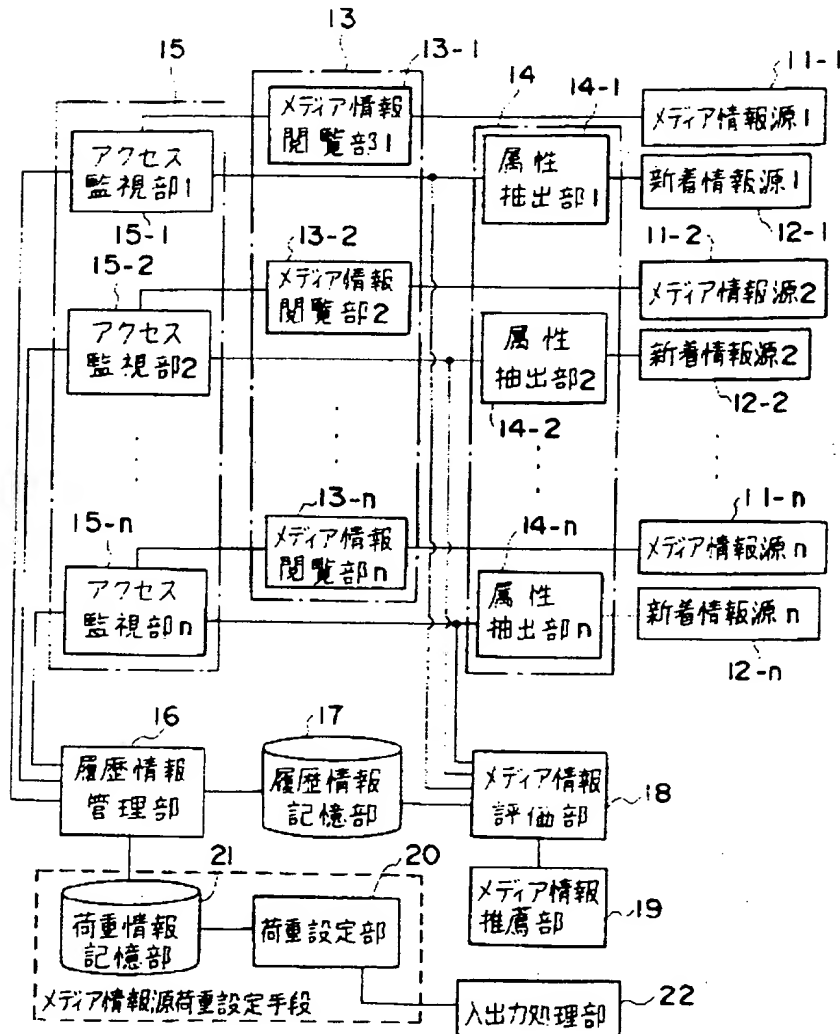 13
15
13-1
11-1
14
14-1
メディア情報
閲覧部1
メディア情報源1
アクセス
監視部1
属性
抽出部1
新着情報源1
15-1
12-1
13-2
11-2
15-2
メディア情報
閲覧部2
メディア情報源2
アクセス
監視部2
属性
抽出部2
新着情報源2
14-2
12-2
13-n
11-n
15-n
14-n
メディア情報
閲覧部n
メディア情報源n
アクセス
監視部n
属性
抽出部n
新着情報源n
12-n
16
17
履歴情報
管理部
履歴情報
記憶部
メディア情報
評価部
18
21
20
荷重情報
記憶部
荷重設定部
メディア情報
推薦部
19
メディア情報源荷重設定手段
入出力処理部
22